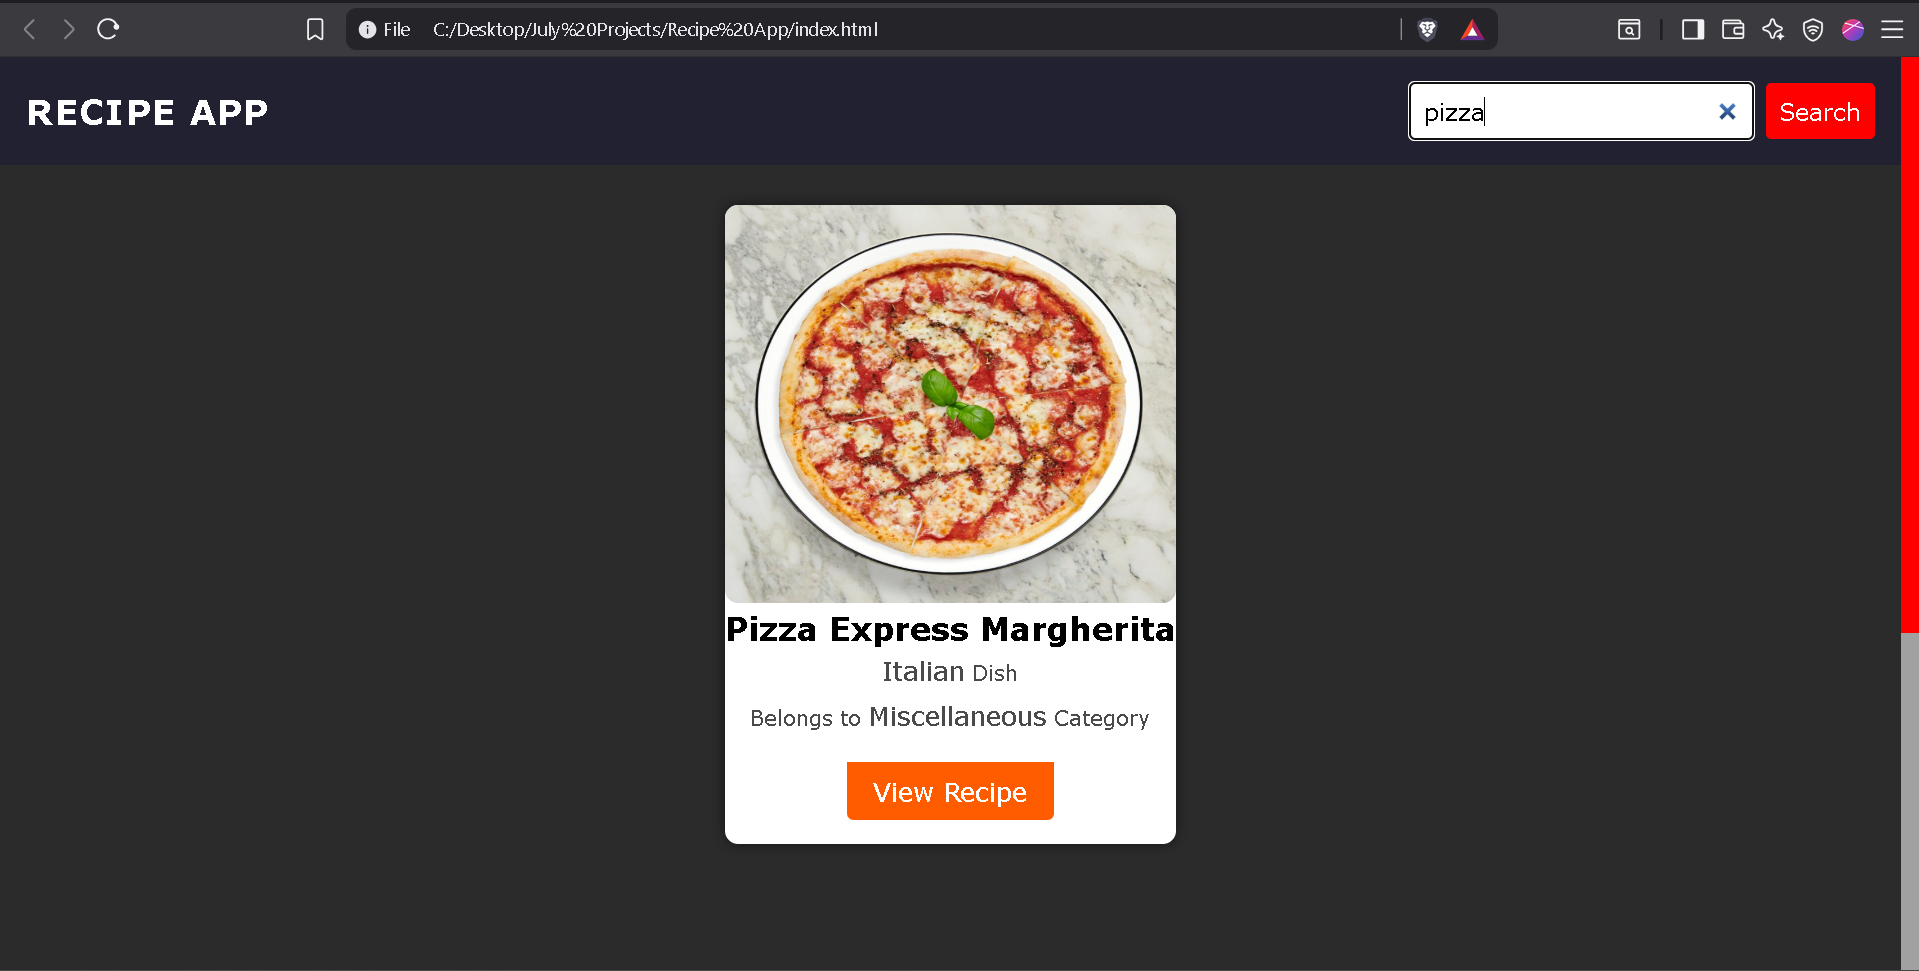 File C:/Desktop/July%20Projects/Recipe%20App/index.html
RECIPE APP
pizza
Search
Pizza Express Margherita
Italian Dish
Belongs to Miscellaneous Category
View Recipe